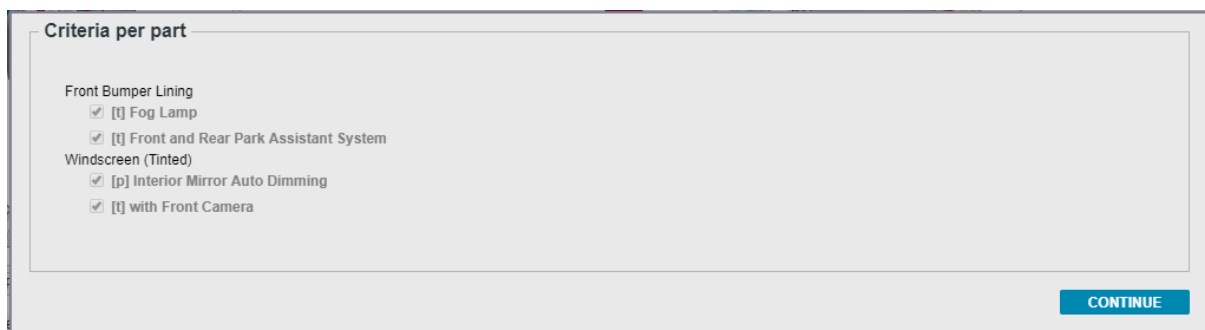 Criteria per part
Front Bumper Lining
[t] Fog Lamp
[t] Front and Rear Park Assistant System
Windscreen (Tinted)
[p] Interior Mirror Auto Dimming
[t] with Front Camera
CONTINUE